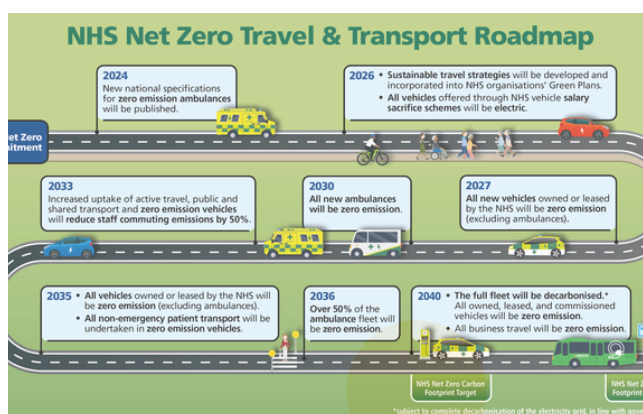 NHS Net Zero Travel & Transport Roadmap
2024
New national specifications
for zero emission ambulances
will be published.
2026 • Sustainable travel strategies will be developed and
incorporated into NHS organisations' Green Plans.
• All vehicles offered through NHS vehicle salary
sacrifice schemes will be electric.
et Zero
mitment
2033
Increased uptake of active travel, public and
shared transport and zero emission vehicles
will reduce staff commuting emissions by 50%.
2030
All new ambulances
will be zero emission.
2027
All new vehicles owned or leased
by the NHS will be zero emission
(excluding ambulances).
2035 • All vehicles owned or leased by the NHS will
be zero emission (excluding ambulances).
• All non-emergency patient transport will be
undertaken in zero emission vehicles.
2036
Over 50% of the
ambulance fleet will
be zero emission.
2040 • The full fleet will be decarbonised.*
All owned, leased, and commissioned
vehicles will be zero emission.
• All business travel will be zero emission.
NHS Net Zero Carbon
Footprint Target
NHS Net Z
Footprint
*subject to complete decarbonisation of the electricity grid, in line with gove